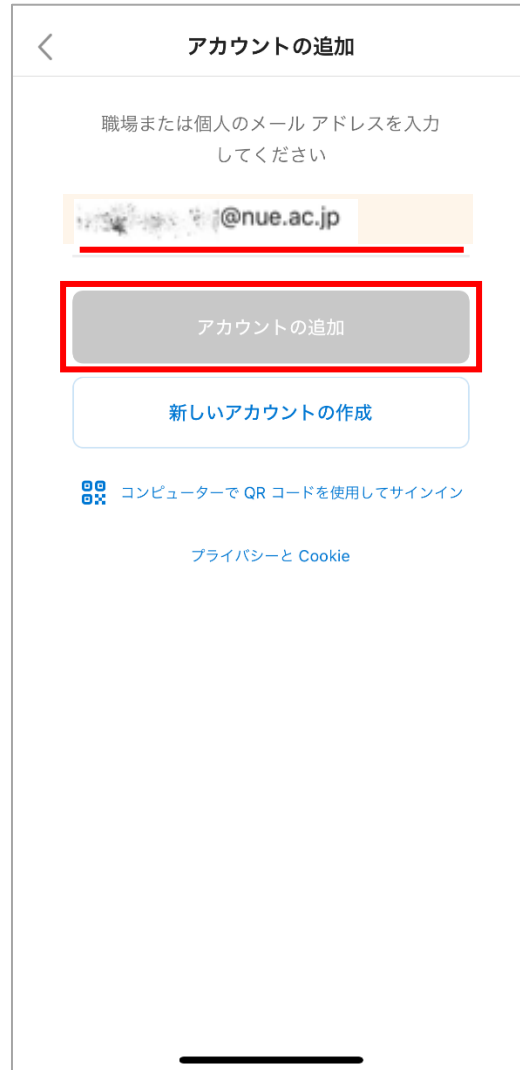 アカウントの追加
職場または個人のメール アドレスを入力
してください
@nue.ac.jp
アカウントの追加
新しいアカウントの作成
コンピューターで QR コードを使用してサインイン
プライバシーと Cookie